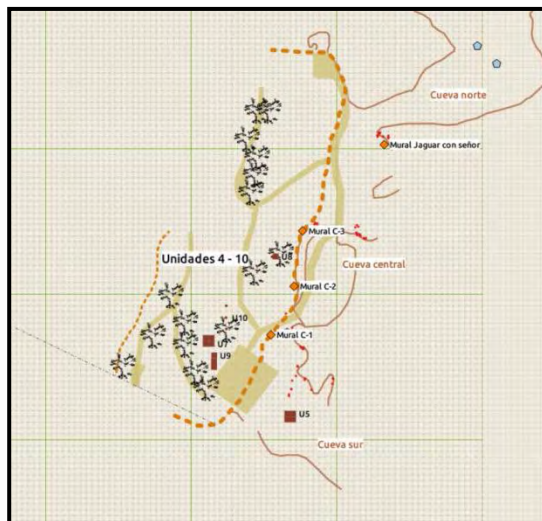 Cueva norte
Mural Jaguar con señor
Mural C-3
Unidades 4 - 10
U8
Cueva central
Mural C-2
U10
Mural C-1
U7
U9
U5
Cueva sur